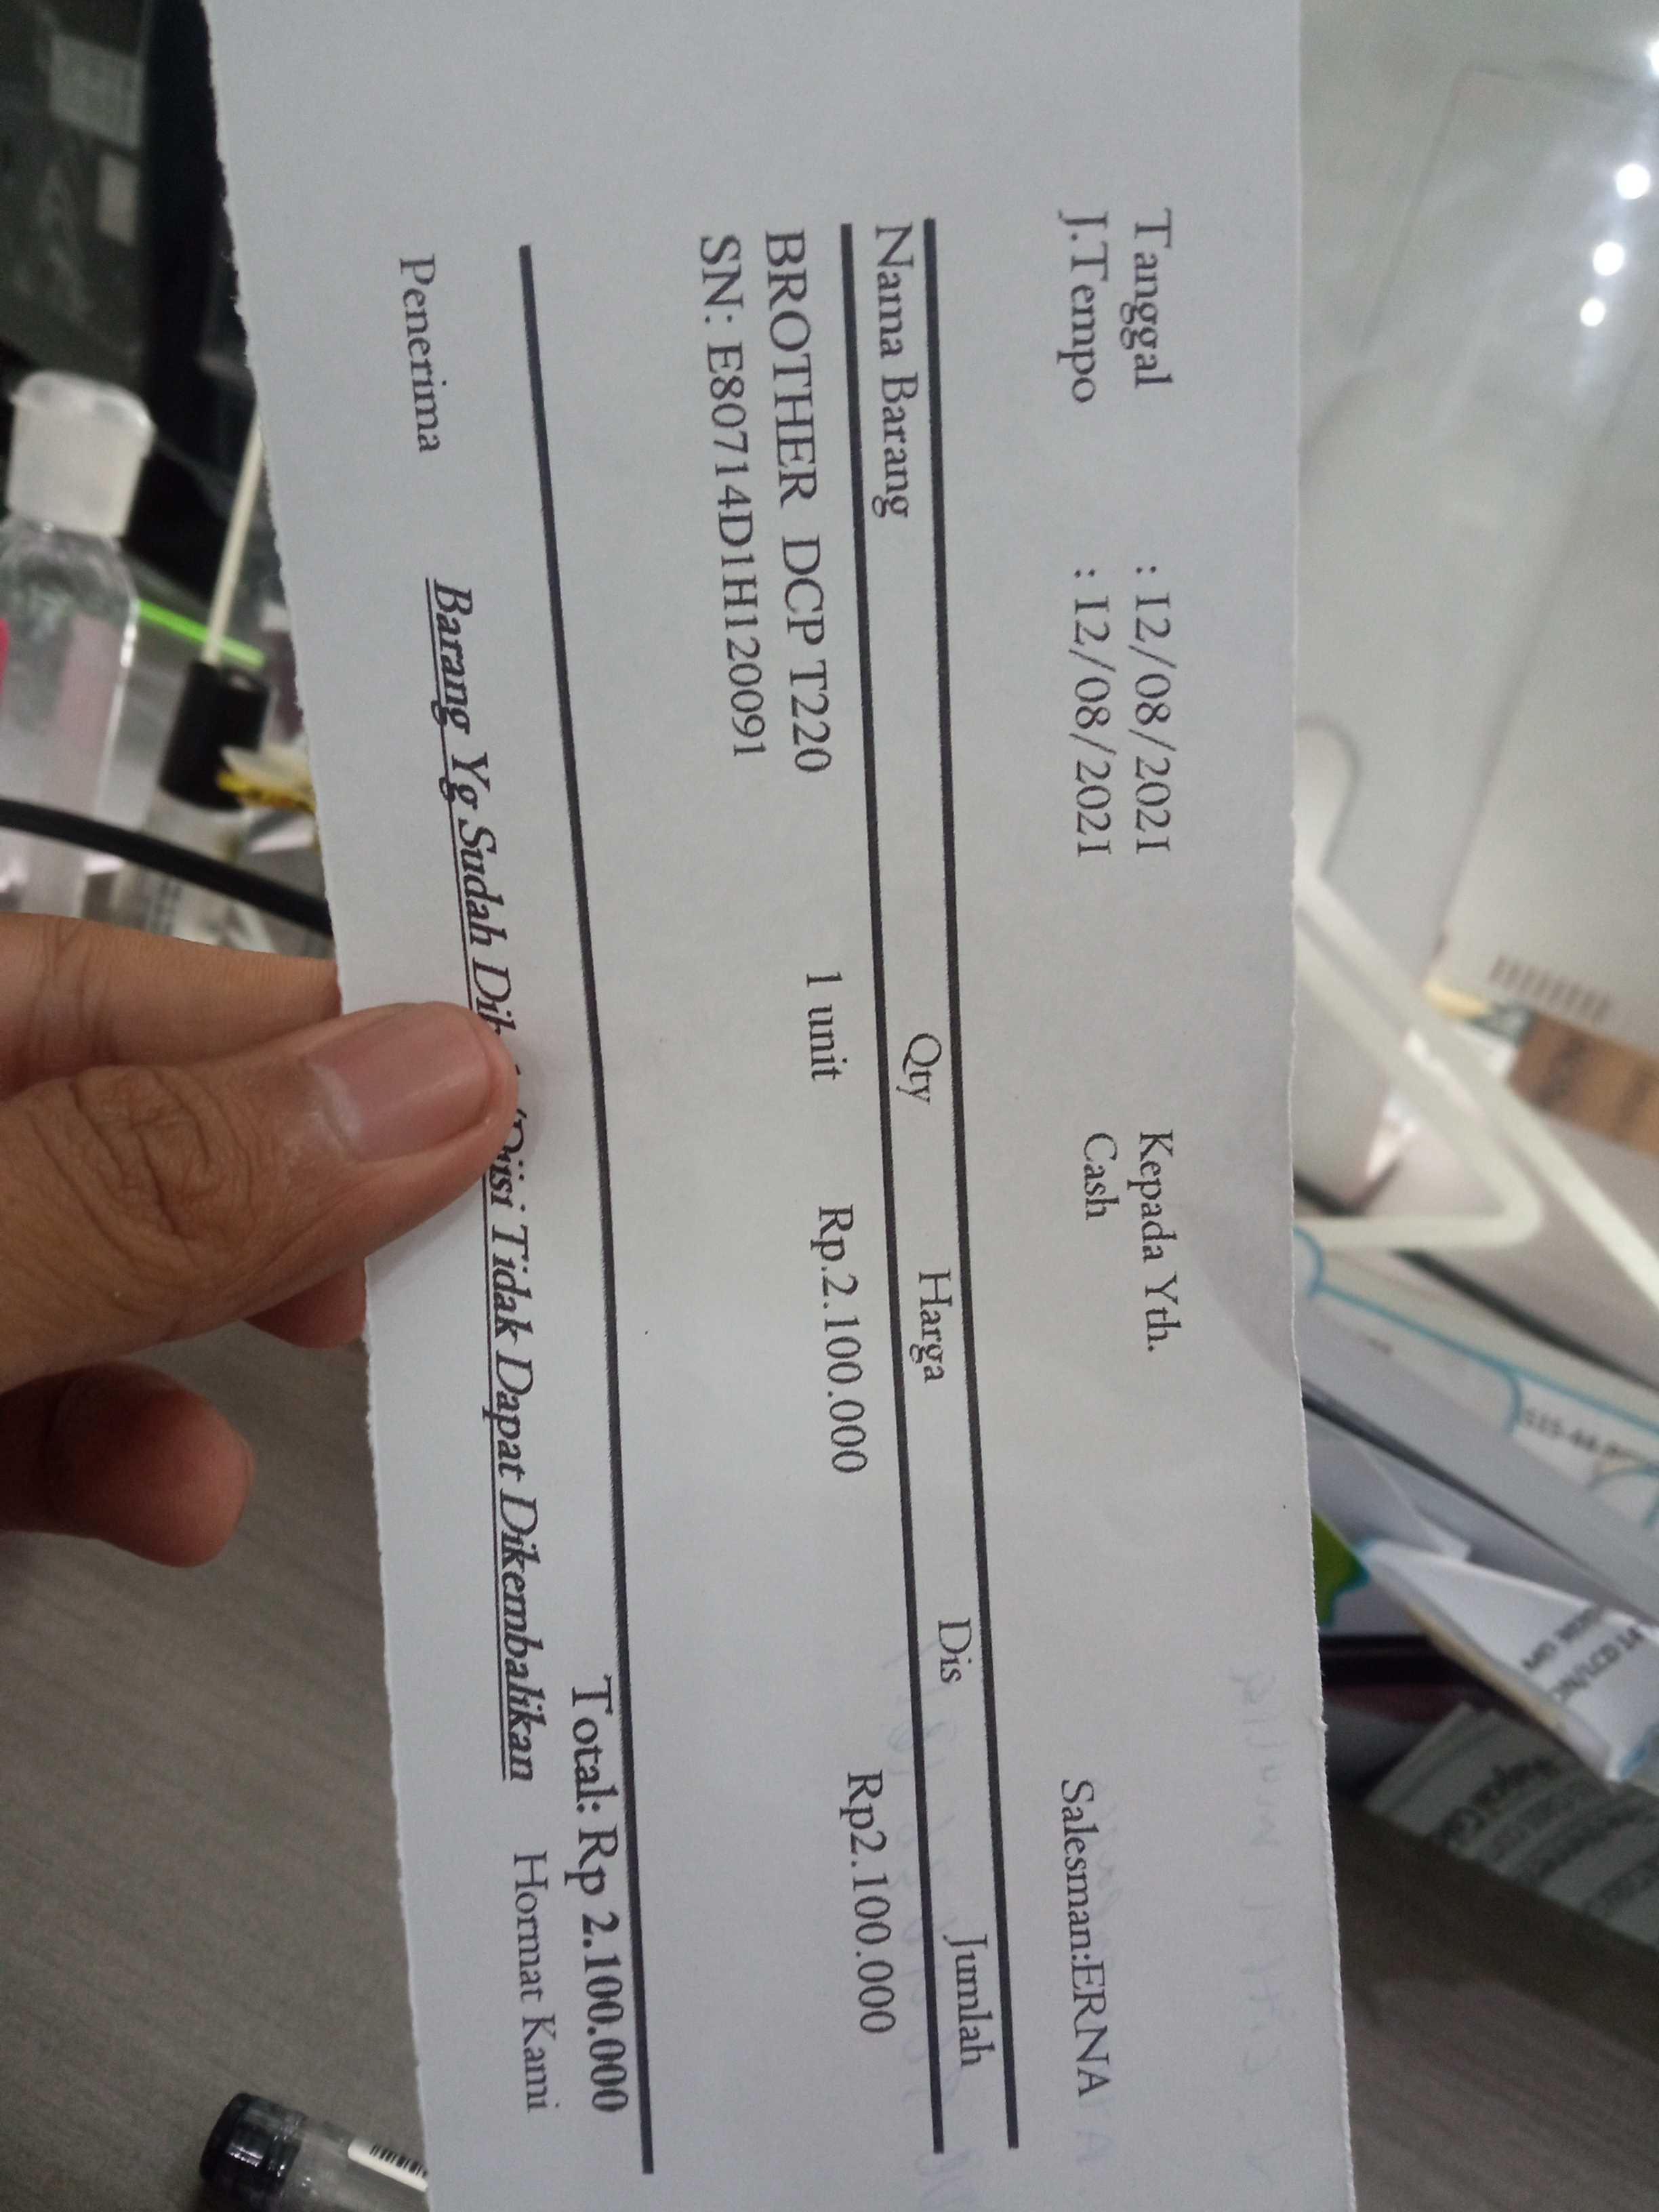 Tanggal : 12/08/2021 Kepada Yth. Salesman:ERNA
J.Tempo : 12/08/2021 Cash
Nama Barang Qty Harga Dis Jumlah
BROTHER DCP T220 1 unit Rp.2.100.000 Rp2.100.000
SN: E80714D1H120091
Total: Rp 2.100.000
Penerima Barang Yg Sudah Tidak Dapat Dikembalikan Hormat Kami